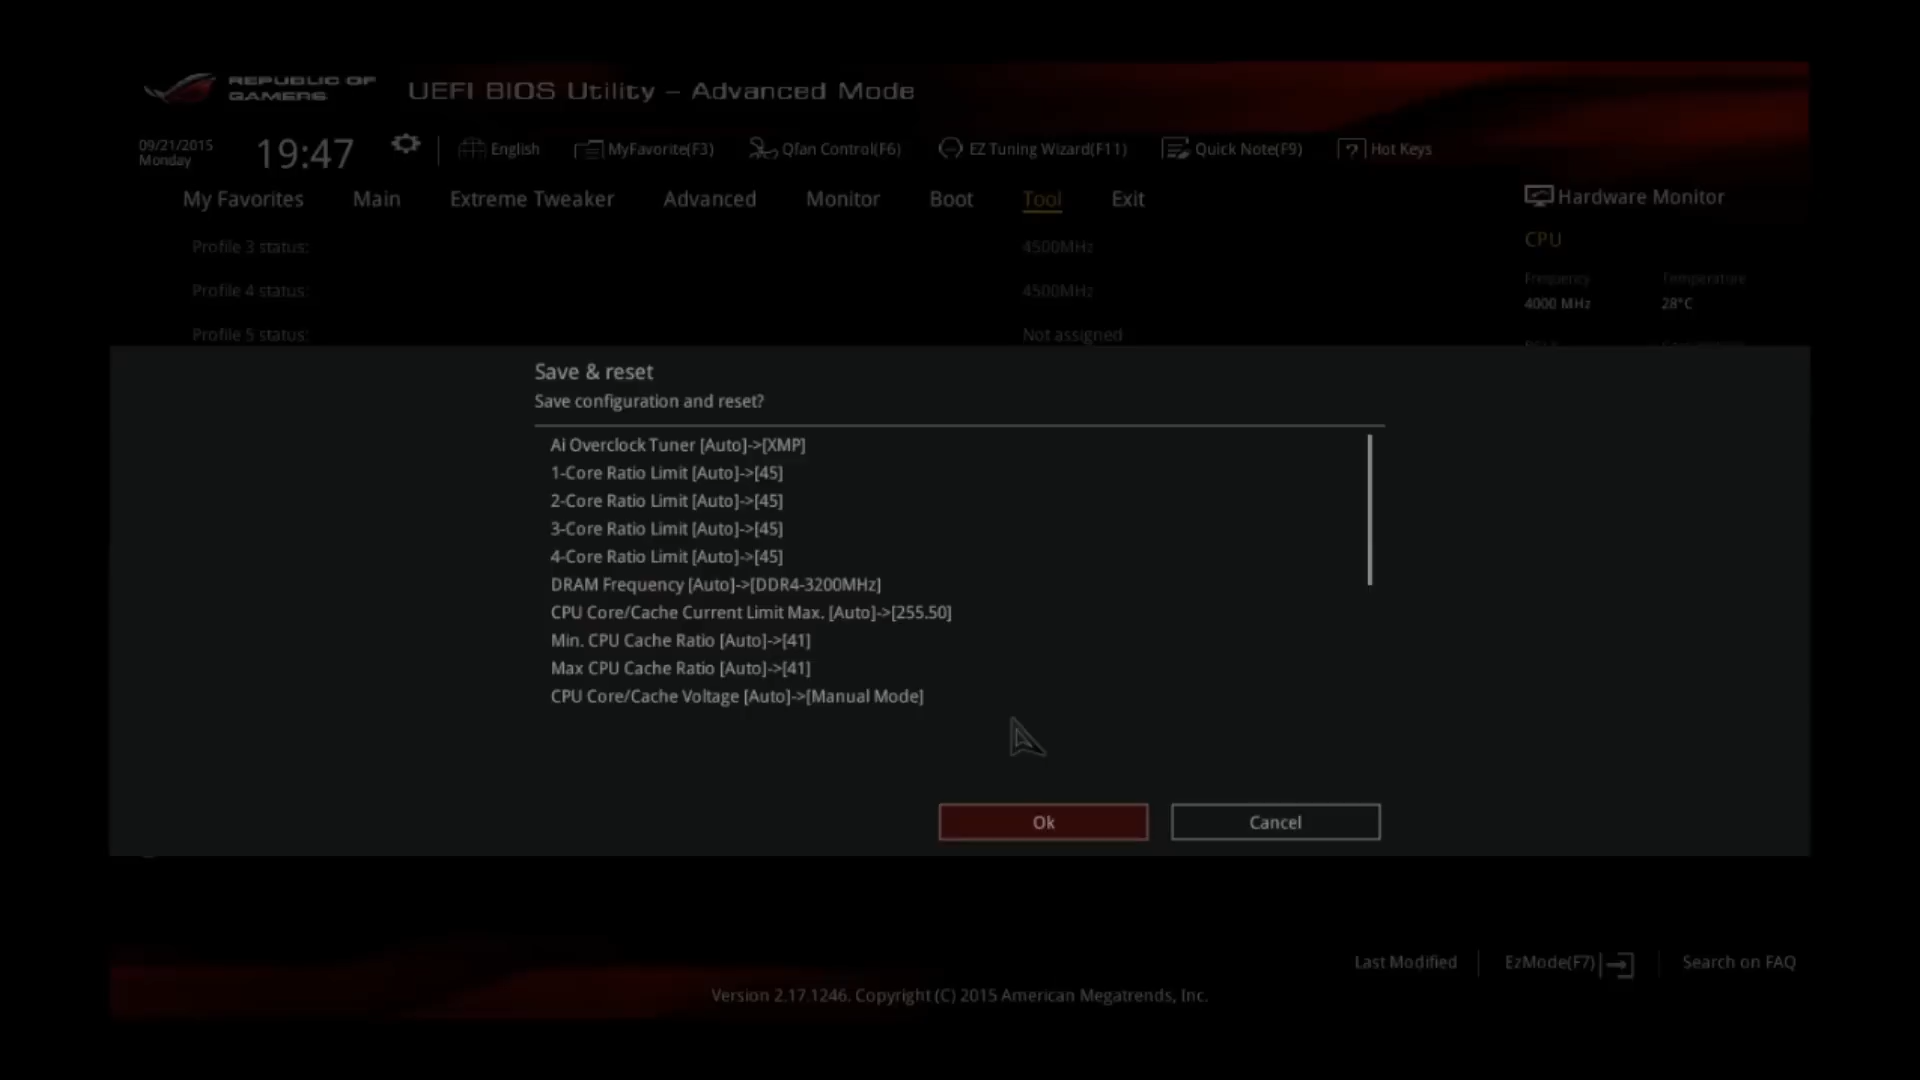 REPUBLIC OF
GAMERS
UEFI BIOS Utility – Advanced Mode
09/21/2015
Monday
19:47
English
MyFavorite(F3)
Qfan Control(F6)
EZ Tuning Wizard(F11)
Quick Note(F9)
?
Hot Keys
My Favorites
Main
Extreme Tweaker
Advanced
Monitor
Boot
Tool
Exit
Hardware Monitor
Profile 3 status:
4500MHz
Profile 4 status:
4500MHz
Profile 5 status:
Not assigned
CPU
Frequency
Temperature
4000 MHz
28°C
Save & reset
Save configuration and reset?
Ai Overclock Tuner [Auto]->[XMP]
1-Core Ratio Limit [Auto]->[45]
2-Core Ratio Limit [Auto]->[45]
3-Core Ratio Limit [Auto]->[45]
4-Core Ratio Limit [Auto]->[45]
DRAM Frequency [Auto]->[DDR4-3200MHz]
CPU Core/Cache Current Limit Max. [Auto]->[255.50]
Min. CPU Cache Ratio [Auto]->[41]
Max CPU Cache Ratio [Auto]->[41]
CPU Core/Cache Voltage [Auto]->[Manual Mode]
Ok
Cancel
Last Modified
EzMode(F7)
Search on FAQ
Version 2.17.1246. Copyright (C) 2015 American Megatrends, Inc.